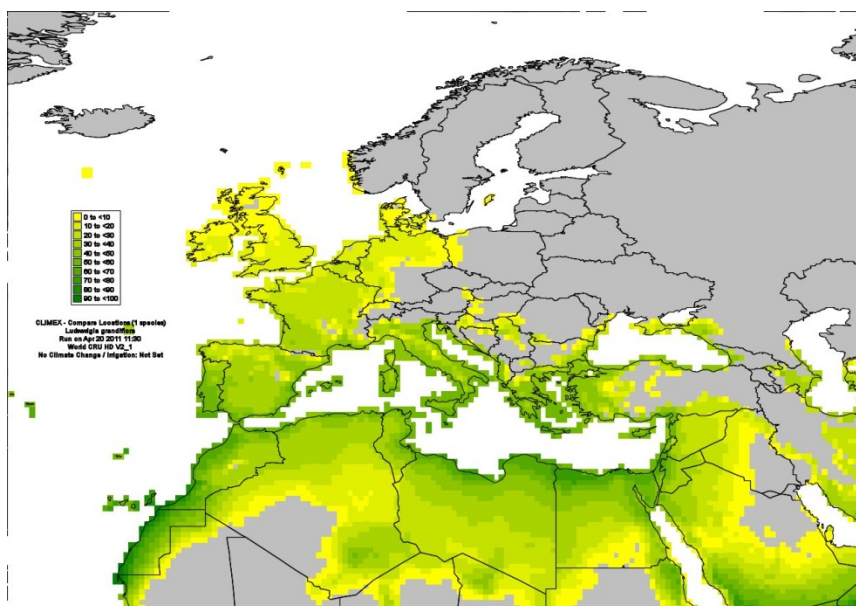 0 to <10
10 to <20
20 to <30
30 to <40
40 to <50
50 to <60
60 to <70
70 to <80
80 to <90
90 to <100
CLIMEX - Compare Locations (1 species)
Ludwwigia grandiflora
Run on Apr 20 2011 11:30
World CRU HD V2_1
No Climate Change / Irrigation: Not Set